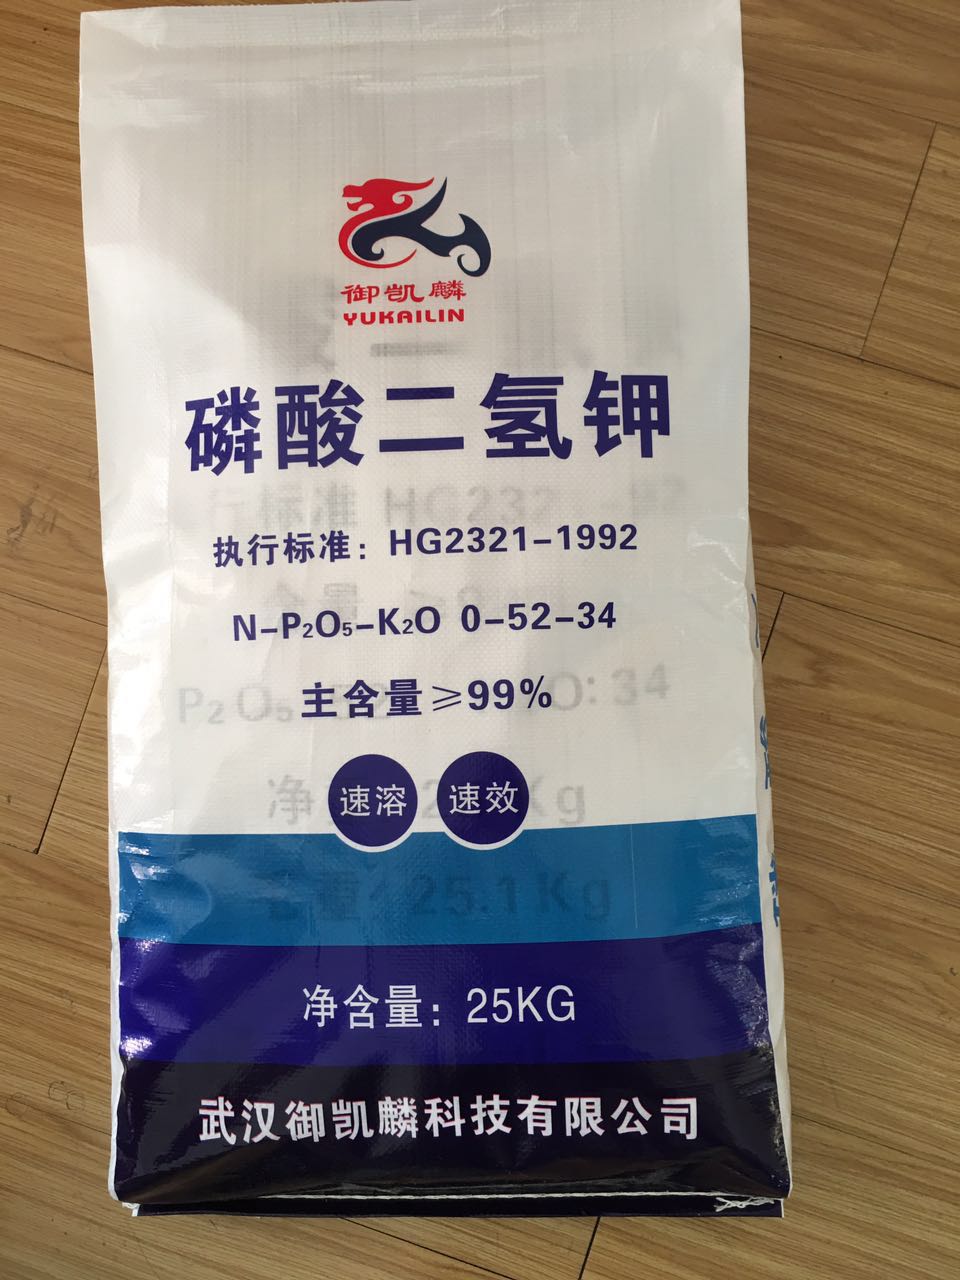 御凯麟
YUKAILIN
磷酸二氢钾
执行标准：HG2321-1992
N-P₂O₅-K₂O 0-52-34
主含量≥99%
速溶 速效
净含量：25KG
武汉御凯麟科技有限公司